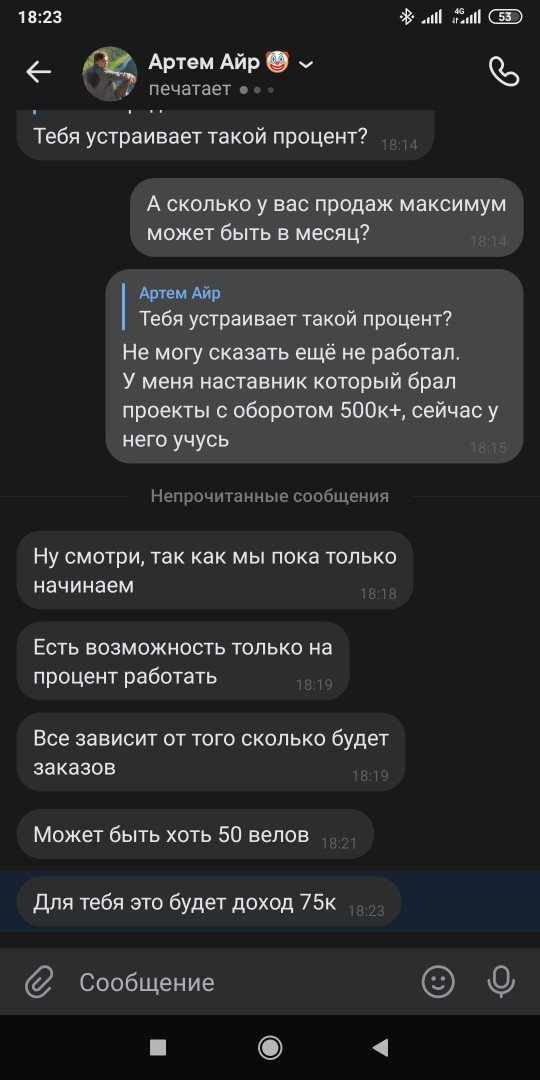 18:23
4G
53
Артем Айр
печатает
Тебя устраивает такой процент?
18:14
А сколько у вас продаж максимум
может быть в месяц?
18:14
Артем Айр
Тебя устраивает такой процент?
Не могу сказать ещё не работал.
У меня наставник который брал
проекты с оборотом 500к+, сейчас у
него учусь
18:15
Непрочитанные сообщения
Ну смотри, так как мы пока только
начинаем
18:18
Есть возможность только на
процент работать
18:19
Все зависит от того сколько будет
заказов
18:19
Может быть хоть 50 велов
18:21
Для тебя это будет доход 75к
18:23
Сообщение